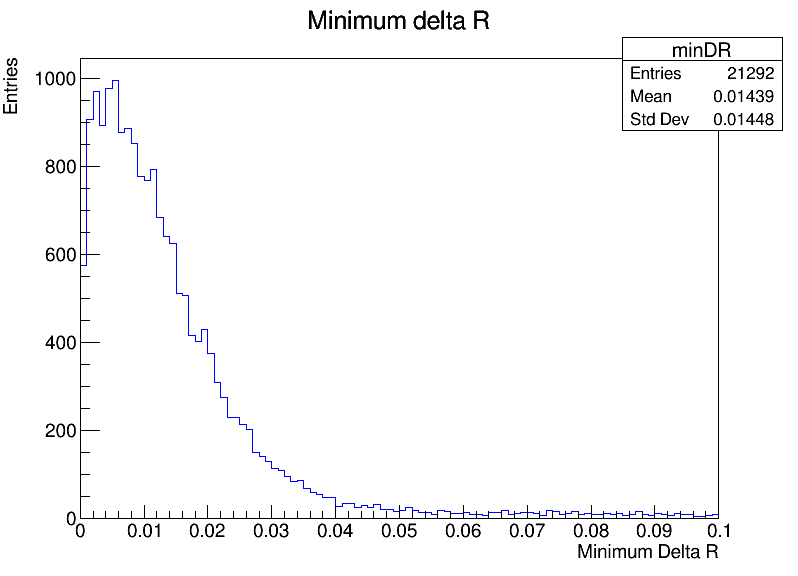 Minimum delta R
minDR
Entries 21292
Mean 0.01439
Std Dev 0.01448
Entries
1000
800
600
400
200
0
0 0.01 0.02 0.03 0.04 0.05 0.06 0.07 0.08 0.09 0.1
Minimum Delta R